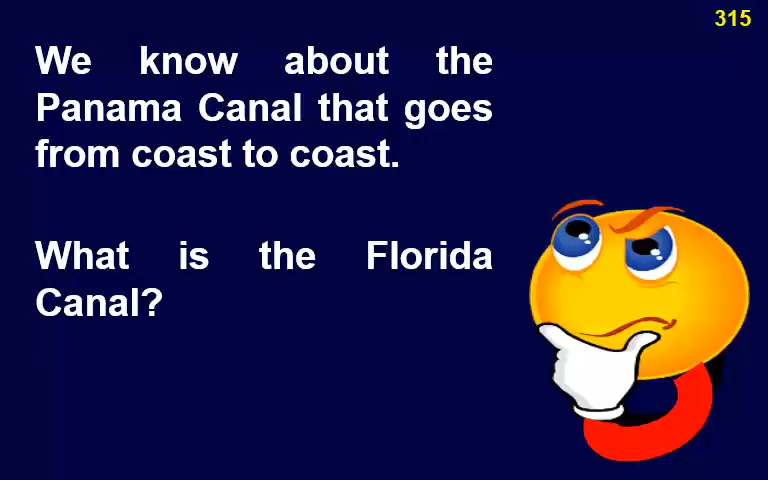 315
We know about the
Panama Canal that goes
from coast to coast.
What is the Florida
Canal?